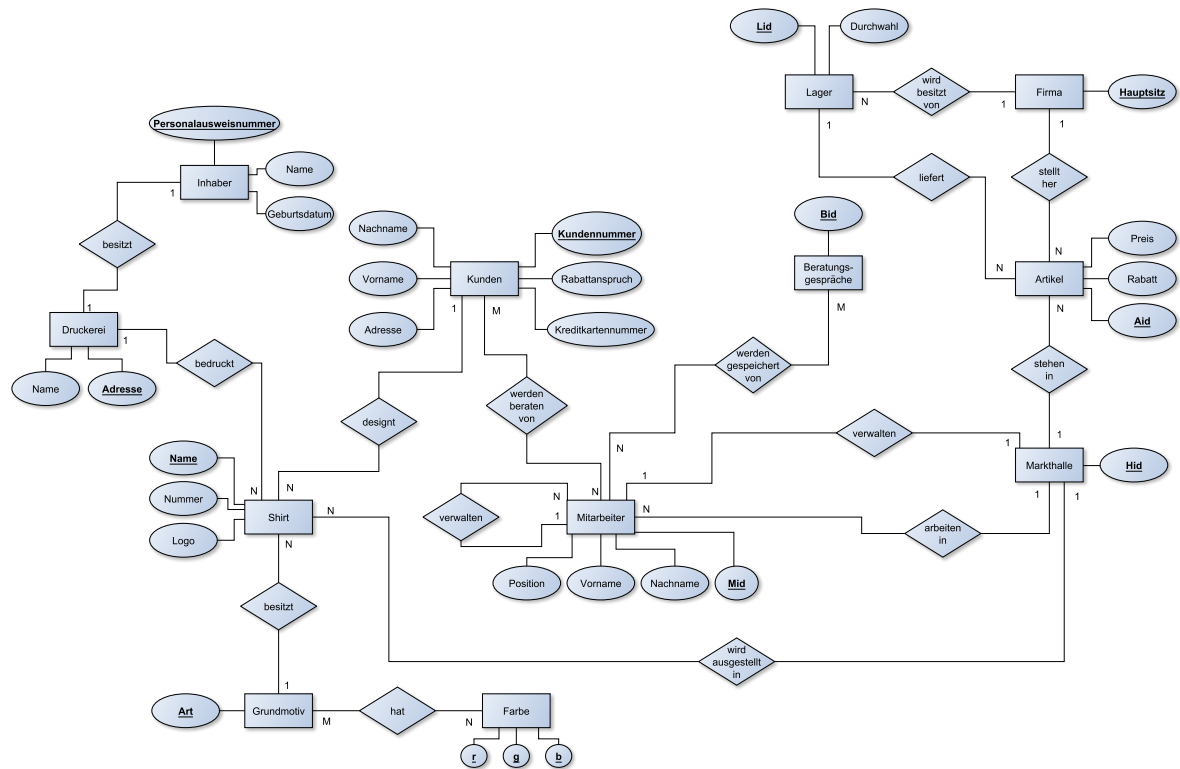 Lid
Durchwahl
Lager
N
wird
besitzt
von
1
Firma
Hauptsitz
1
1
Personalausweisnummer
Inhaber
Name
Geburtsdatum
1
besitzt
1
Druckerei
1
Name
Adresse
bedruckt
N
Nachname
Vorname
Adresse
Kunden
Kundennummer
Rabattanspruch
Kreditkartennummer
1
M
designt
N
werden
beraten
von
N
liefert
N
stellt
her
N
Bid
Beratungs-
gespräche
M
werden
gespeichert
von
N
Artikel
Preis
Rabatt
Aid
N
stehen
in
1
verwalten
1
1
Markthalle
Hid
1
1
Name
Nummer
Logo
Shirt
N
N
verwalten
N
1
Mitarbeiter
N
arbeiten
in
Position
Vorname
Nachname
Mid
besitzt
wird
ausgestellt
in
1
Art
Grundmotiv
M
hat
N
Farbe
r
g
b